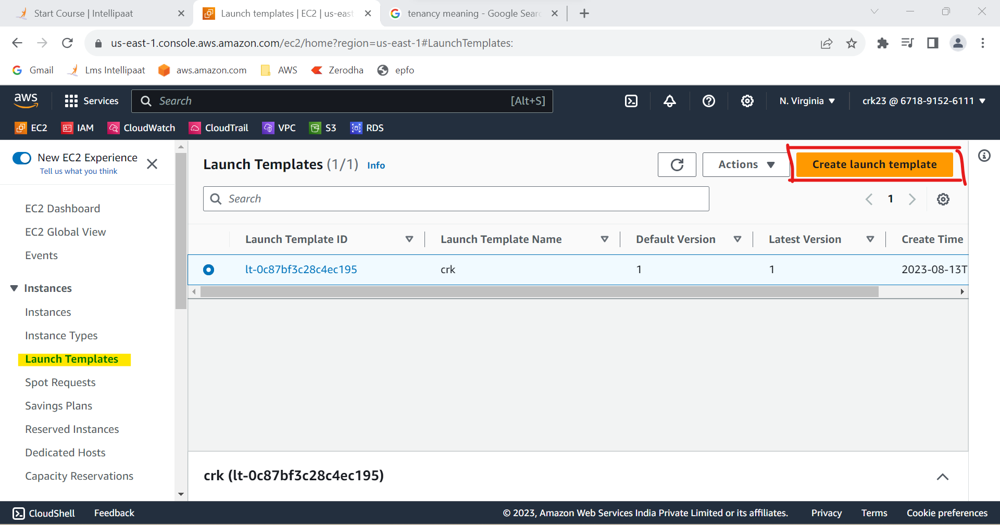 Start Course | Intellipaat
Launch templates | EC2 | us-east
tenancy meaning - Google Sear
us-east-1.console.aws.amazon.com/ec2/home?region=us-east-1#LaunchTemplates:
Gmail
Lms Intellipaat
aws.amazon.com
AWS
Zerodha
epfo
aws
Services
Search
[Alt+S]
N. Virginia
crk23 @ 6718-9152-6111
EC2
IAM
CloudWatch
CloudTrail
VPC
S3
RDS
New EC2 Experience
Tell us what you think
EC2 Dashboard
EC2 Global View
Events
Instances
Instances
Instance Types
Launch Templates
Spot Requests
Savings Plans
Reserved Instances
Dedicated Hosts
Capacity Reservations
Launch Templates (1/1) Info
Actions
Create launch template
Search
1
Launch Template ID
Launch Template Name
Default Version
Latest Version
Create Time
lt-0c87bf3c28c4ec195
crk
1
1
2023-08-13T
crk (lt-0c87bf3c28c4ec195)
CloudShell
Feedback
© 2023, Amazon Web Services India Private Limited or its affiliates.
Privacy
Terms
Cookie preferences